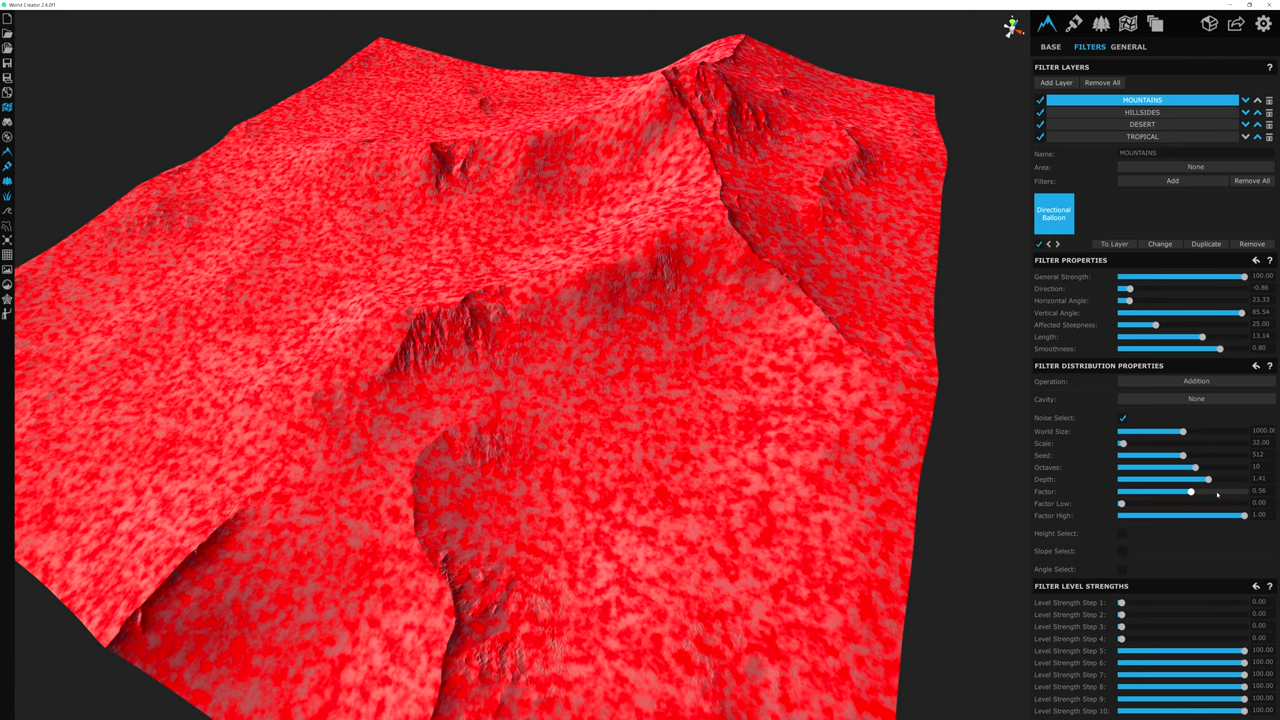 World Creator 2.4.0f1
BASE FILTERS GENERAL
FILTER LAYERS ?
Add Layer Remove All
MOUNTAINS
HILLSIDES
DESERT
TROPICAL
Name: MOUNTAINS
Area: None
Filters: Add Remove All
Directional
Balloon
To Layer Change Duplicate Remove
FILTER PROPERTIES ?
General Strength: 100.00
Direction: -0.86
Horizontal Angle: 23.33
Vertical Angle: 85.54
Affected Steepness: 25.00
Length: 13.14
Smoothness: 0.80
FILTER DISTRIBUTION PROPERTIES ?
Operation: Addition
Cavity: None
Noise Select:
World Size: 1000.0
Scale: 32.00
Seed: 512
Octaves: 10
Depth: 1.41
Factor: 0.56
Factor Low: 0.00
Factor High: 1.00
Height Select:
Slope Select:
Angle Select:
FILTER LEVEL STRENGTHS ?
Level Strength Step 1: 0.00
Level Strength Step 2: 0.00
Level Strength Step 3: 0.00
Level Strength Step 4: 0.00
Level Strength Step 5: 100.00
Level Strength Step 6: 100.00
Level Strength Step 7: 100.00
Level Strength Step 8: 100.00
Level Strength Step 9: 100.00
Level Strength Step 10: 100.00